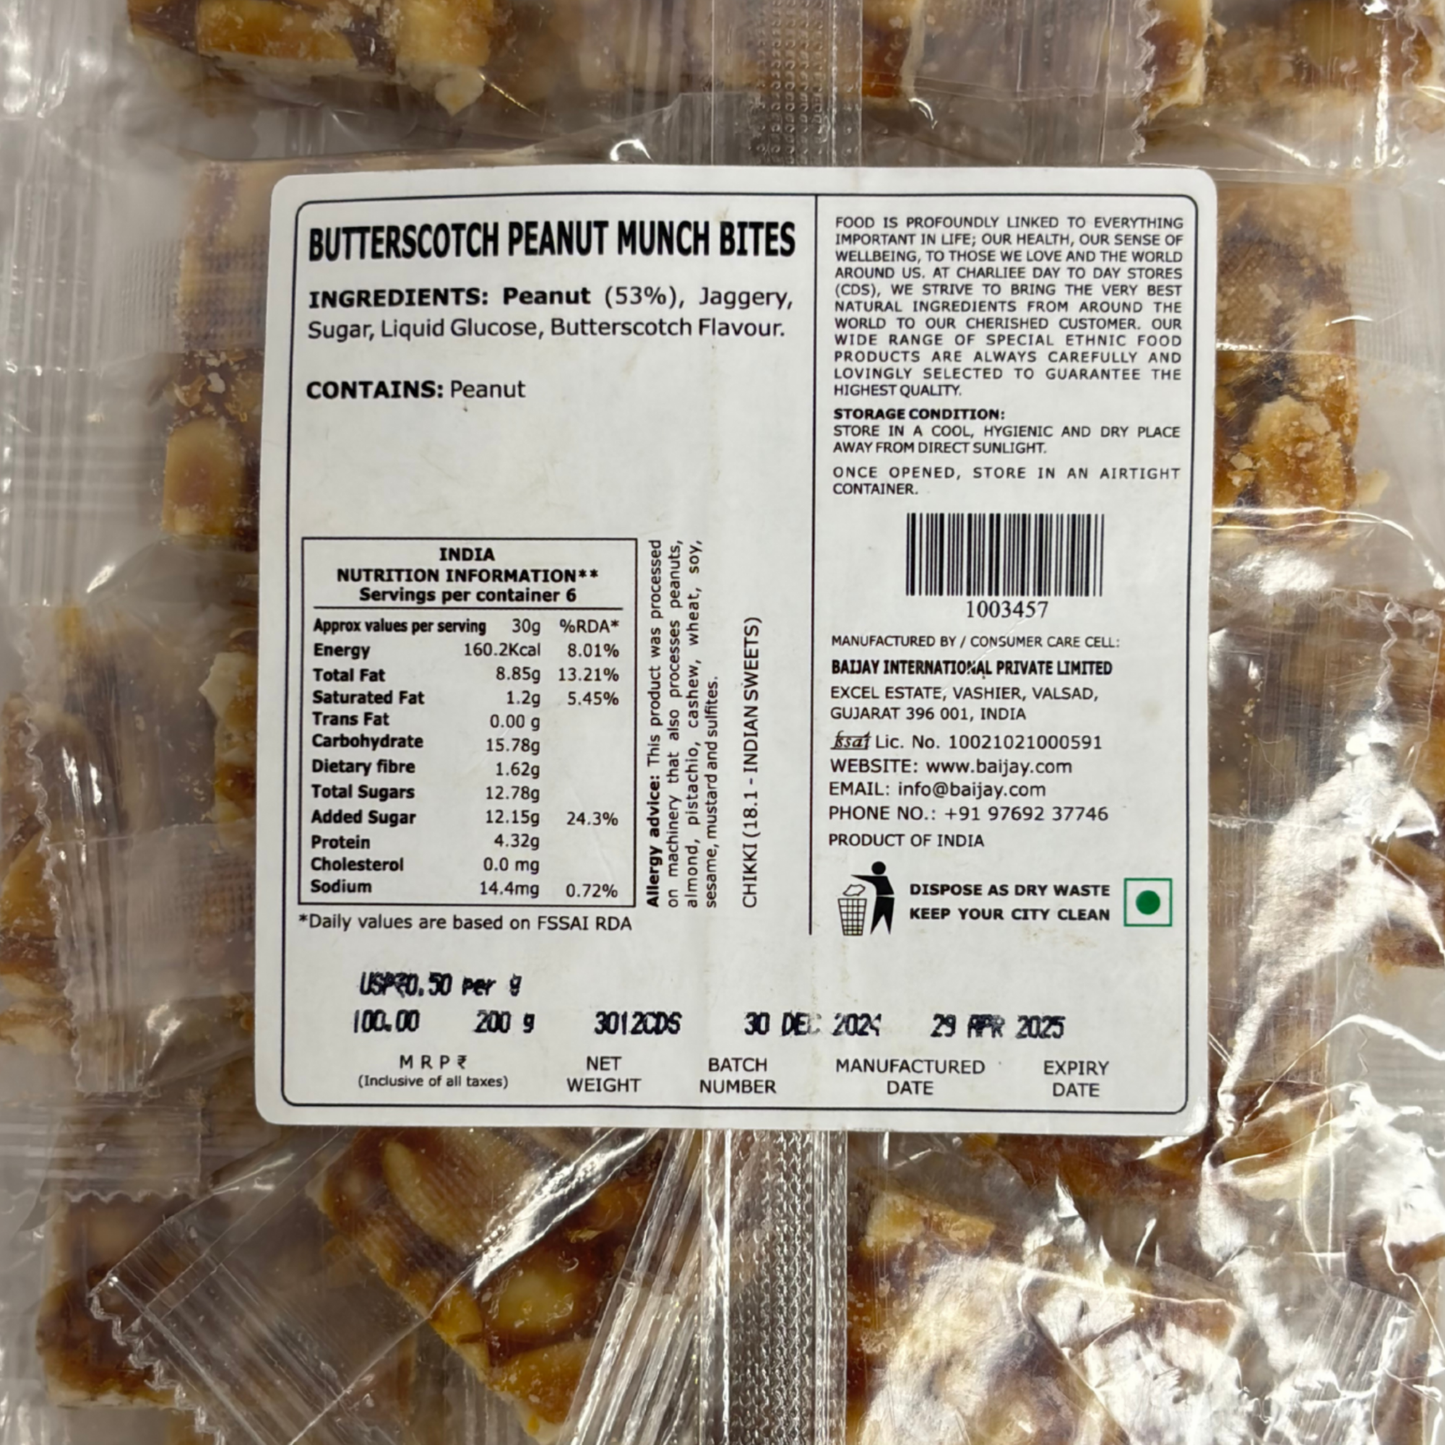 BUTTERSCOTCH PEANUT MUNCH BITES
INGREDIENTS: Peanut (53%), Jaggery,
Sugar, Liquid Glucose, Butterscotch Flavour.
CONTAINS: Peanut
INDIA
NUTRITION INFORMATION**
Servings per container 6
Approx values per serving 30g %RDA*
Energy 160.2Kcal 8.01%
Total Fat 8.85g 13.21%
Saturated Fat 1.2g 5.45%
Trans Fat 0.00 g
Carbohydrate 15.78g
Dietary fibre 1.62g
Total Sugars 12.78g
Added Sugar 12.15g 24.3%
Protein 4.32g
Cholesterol 0.0 mg
Sodium 14.4mg 0.72%
*Daily values are based on FSSAI RDA
Allergy advice: This product was processed
on machinery that also processes peanuts,
almond, pistachio, cashew, wheat, soy,
sesame, mustard and sulfites.
CHIKKI (18.1 - INDIAN SWEETS)
FOOD IS PROFOUNDLY LINKED TO EVERYTHING
IMPORTANT IN LIFE; OUR HEALTH, OUR SENSE OF
WELLBEING, TO THOSE WE LOVE AND THE WORLD
AROUND US. AT CHARLIEE DAY TO DAY STORES
(CDS), WE STRIVE TO BRING THE VERY BEST
NATURAL INGREDIENTS FROM AROUND THE
WORLD TO OUR CHERISHED CUSTOMER. OUR
WIDE RANGE OF SPECIAL ETHNIC FOOD
PRODUCTS ARE ALWAYS CAREFULLY AND
LOVINGLY SELECTED TO GUARANTEE THE
HIGHEST QUALITY.
STORAGE CONDITION:
STORE IN A COOL, HYGIENIC AND DRY PLACE
AWAY FROM DIRECT SUNLIGHT.
ONCE OPENED, STORE IN AN AIRTIGHT
CONTAINER.
1003457
MANUFACTURED BY / CONSUMER CARE CELL:
BAIJAY INTERNATIONAL PRIVATE LIMITED
EXCEL ESTATE, VASHIER, VALSAD,
GUJARAT 396 001, INDIA
fssai Lic. No. 10021021000591
WEBSITE: www.baijay.com
EMAIL: info@baijay.com
PHONE NO.: +91 97692 37746
PRODUCT OF INDIA
DISPOSE AS DRY WASTE
KEEP YOUR CITY CLEAN
USP₹0.50 per g
100.00 200 g 3012CDS 30 DEC 2024 29 APR 2025
MRP ₹ NET BATCH MANUFACTURED EXPIRY
(Inclusive of all taxes) WEIGHT NUMBER DATE DATE